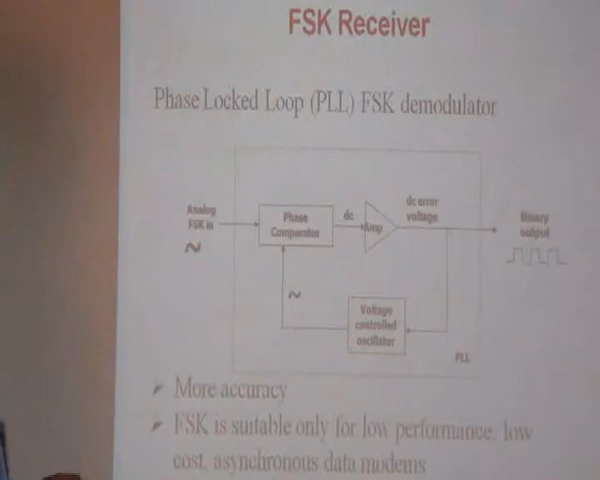 FSK Receiver
Phase Locked Loop (PLL) FSK demodulator
Analog
FSK in
Phase
Comparator
dc
Amp
dc error
voltage
Binary
output
Voltage
controlled
oscillator
PLL
More accuracy
FSK is suitable only for low performance, low
cost, asynchronous data modems